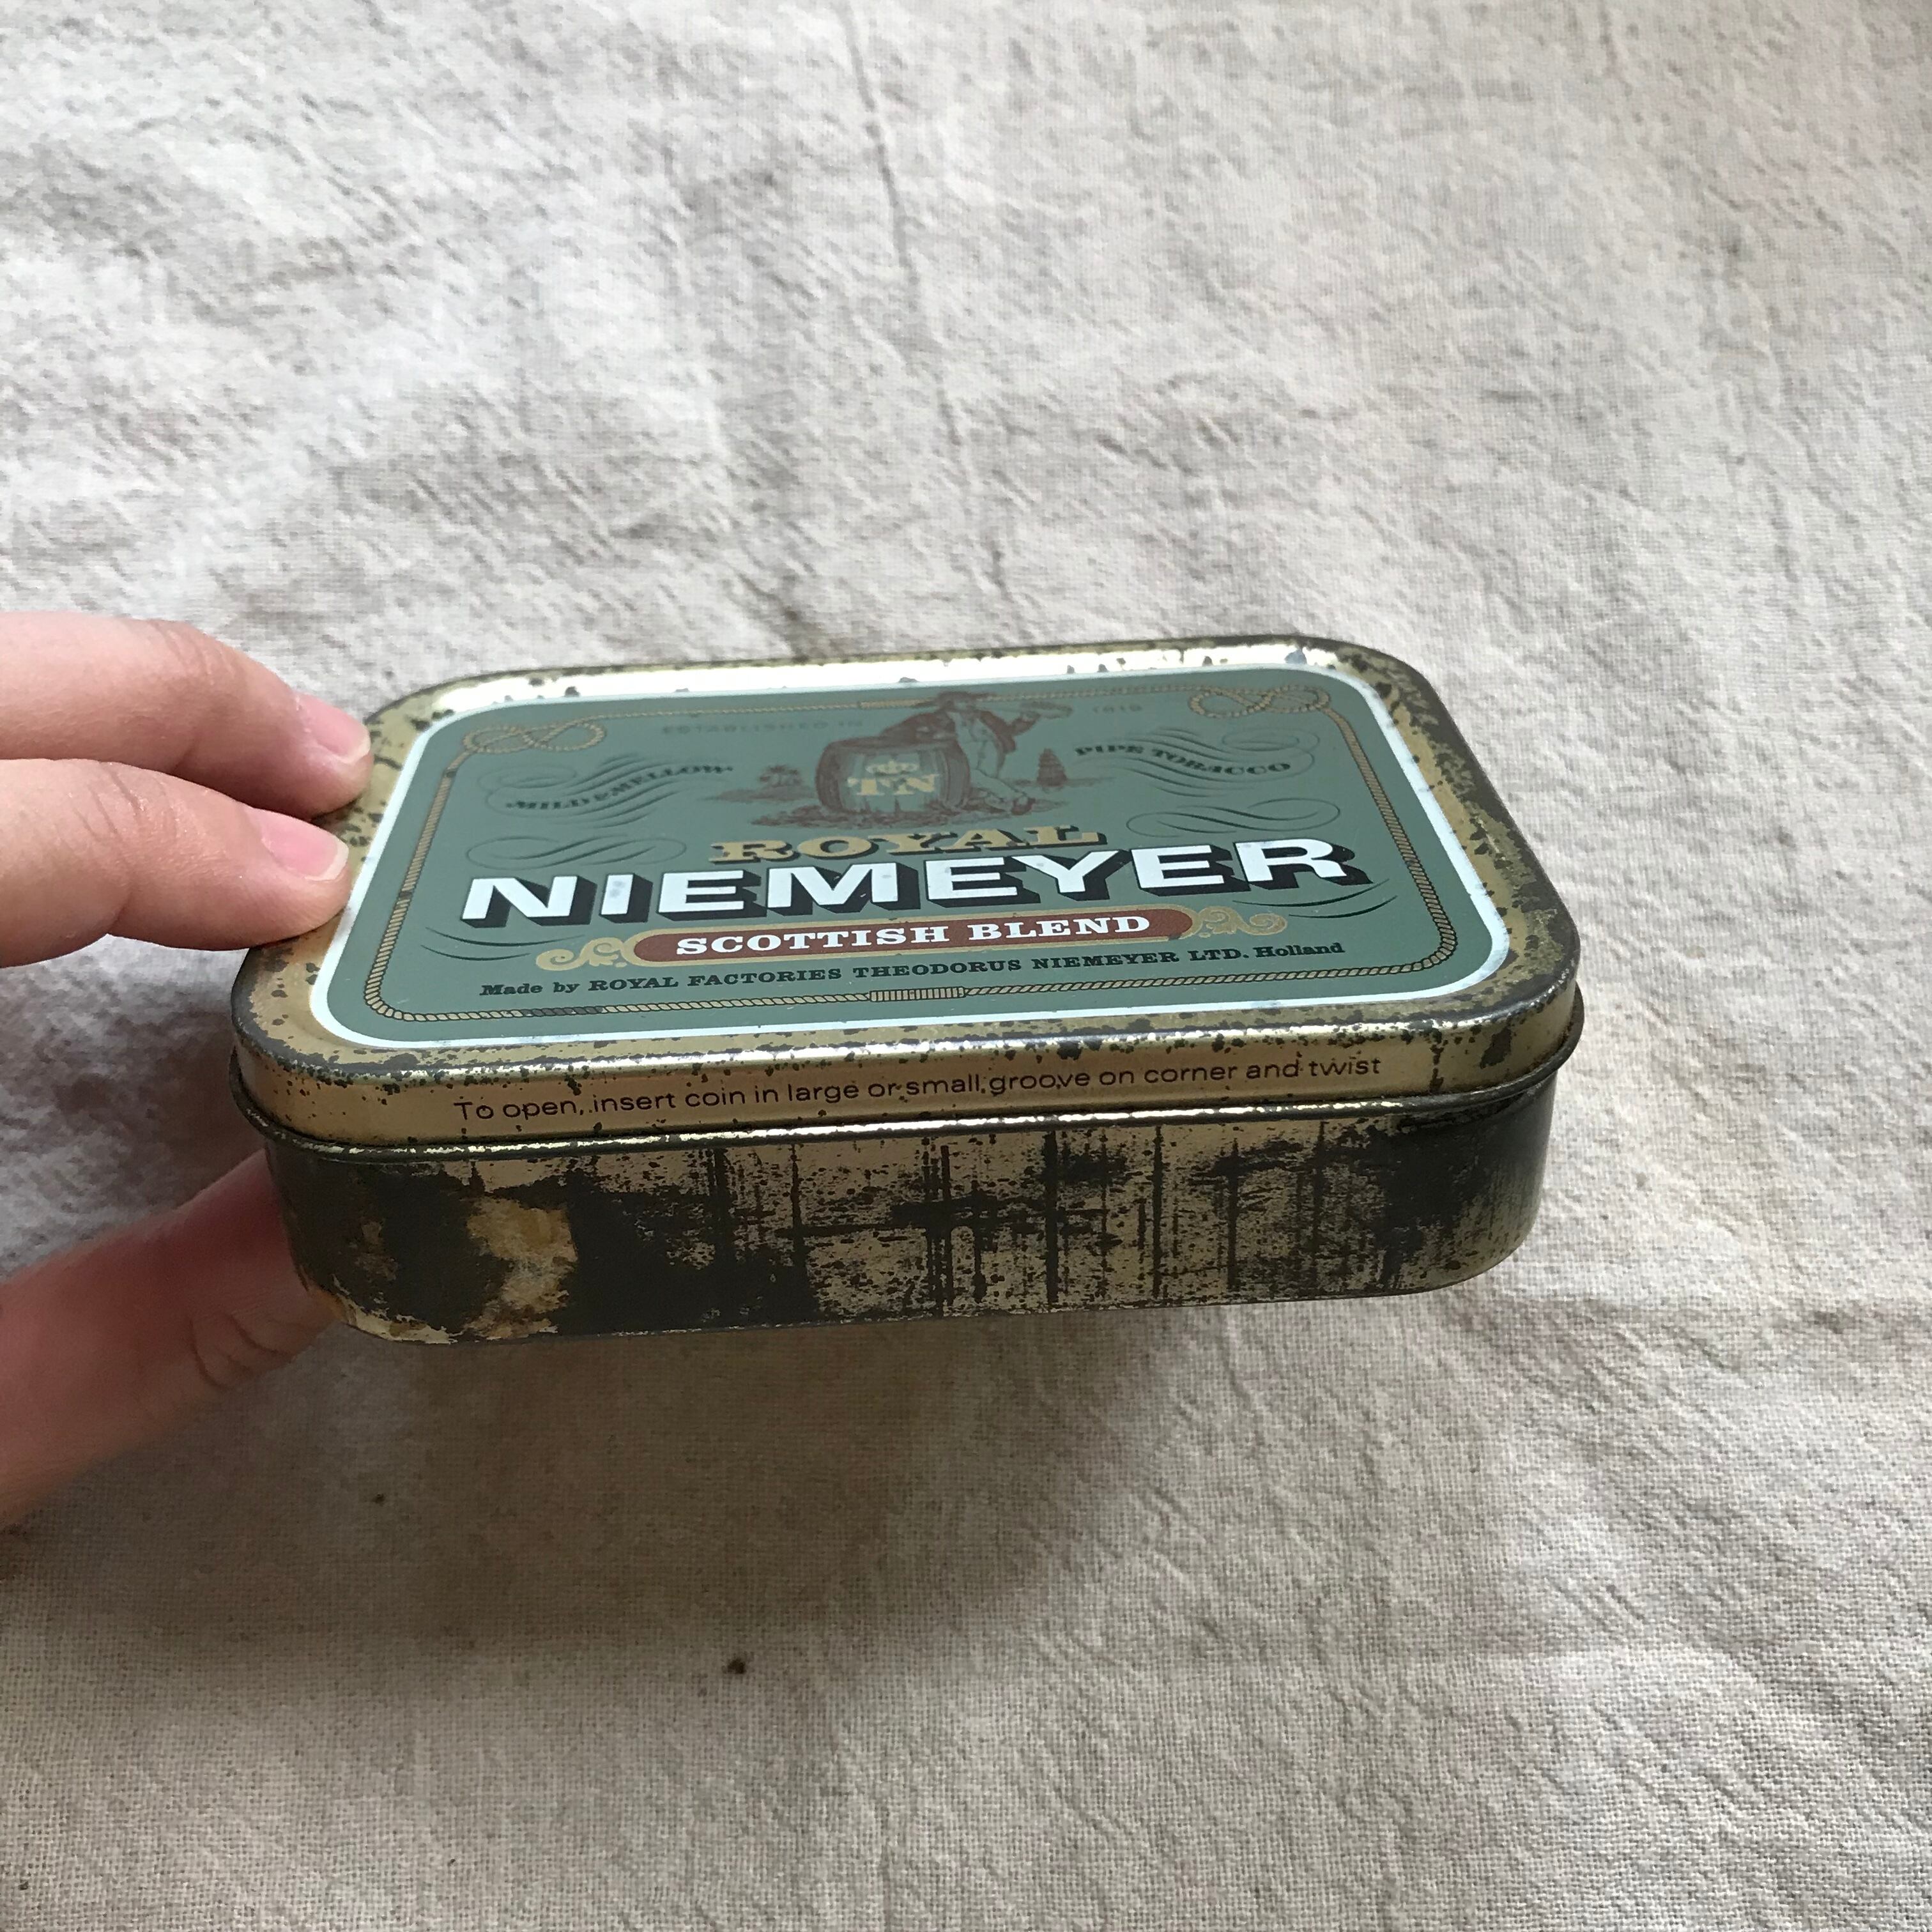 ESTABLISHED IN 1819
MILD & MELLOW PIPE TOBACCO
TN
ROYAL
NIEMEYER
SCOTTISH BLEND
Made by ROYAL FACTORIES THEODORUS NIEMEYER LTD. Holland
To open, insert coin in large or small groove on corner and twist